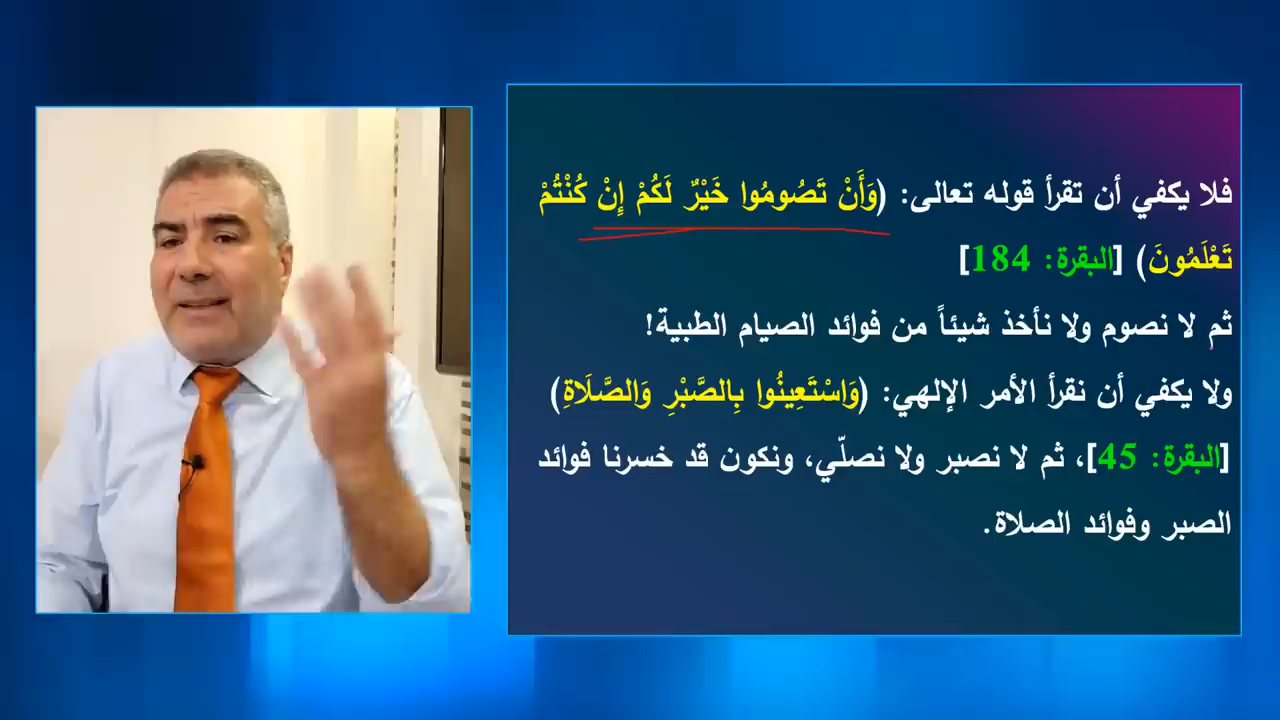 فلا يكفي أن تقرأ قوله تعالى: (وَأَنْ تَصُومُوا خَيْرٌ لَكُمْ إِنْ كُنْتُمْ
تَعْلَمُونَ) [البقرة: 184]
ثم لا نصوم ولا نأخذ شيئاً من فوائد الصيام الطبية!
ولا يكفي أن نقرأ الأمر الإلهي: (وَاسْتَعِينُوا بِالصَّبْرِ وَالصَّلَاةِ)
[البقرة: 45]، ثم لا نصبر ولا نصلّي، ونكون قد خسرنا فوائد
الصبر وفوائد الصلاة.